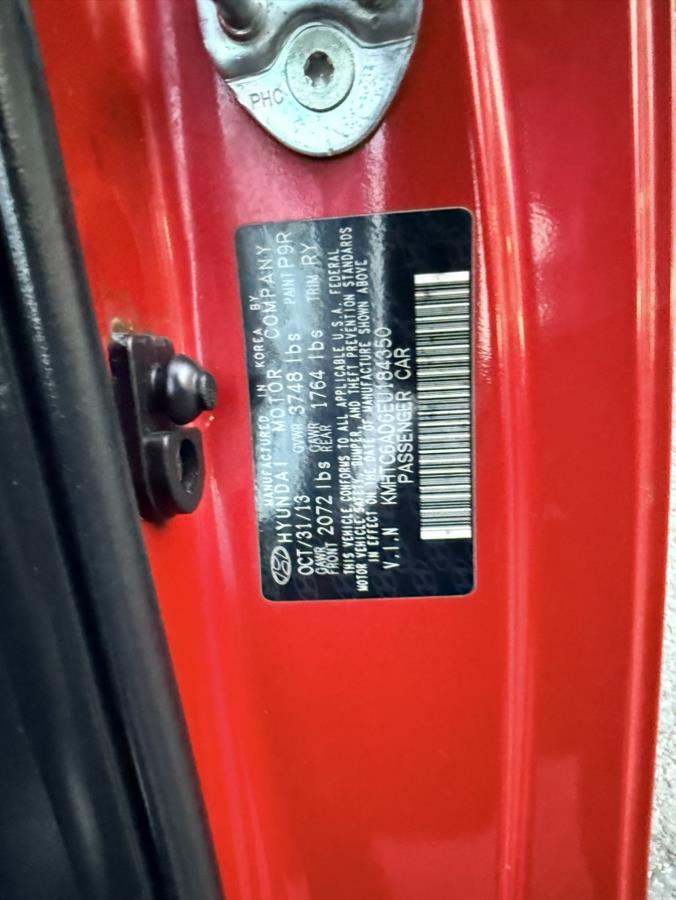 PHC
MANUFACTURED IN KOREA BY
HYUNDAI MOTOR COMPANY
OCT/31/13 GVWR 3748 lbs PAINT P9R
GAWR FRONT 2072 lbs GAWR REAR 1764 lbs TRIM RY
THIS VEHICLE CONFORMS TO ALL APPLICABLE U.S.A FEDERAL
MOTOR VEHICLE SAFETY, BUMPER, AND THEFT PREVENTION STANDARDS
IN EFFECT ON THE DATE OF MANUFACTURE SHOWN ABOVE
V.I.N KMHTC6AD6EU184350
PASSENGER CAR